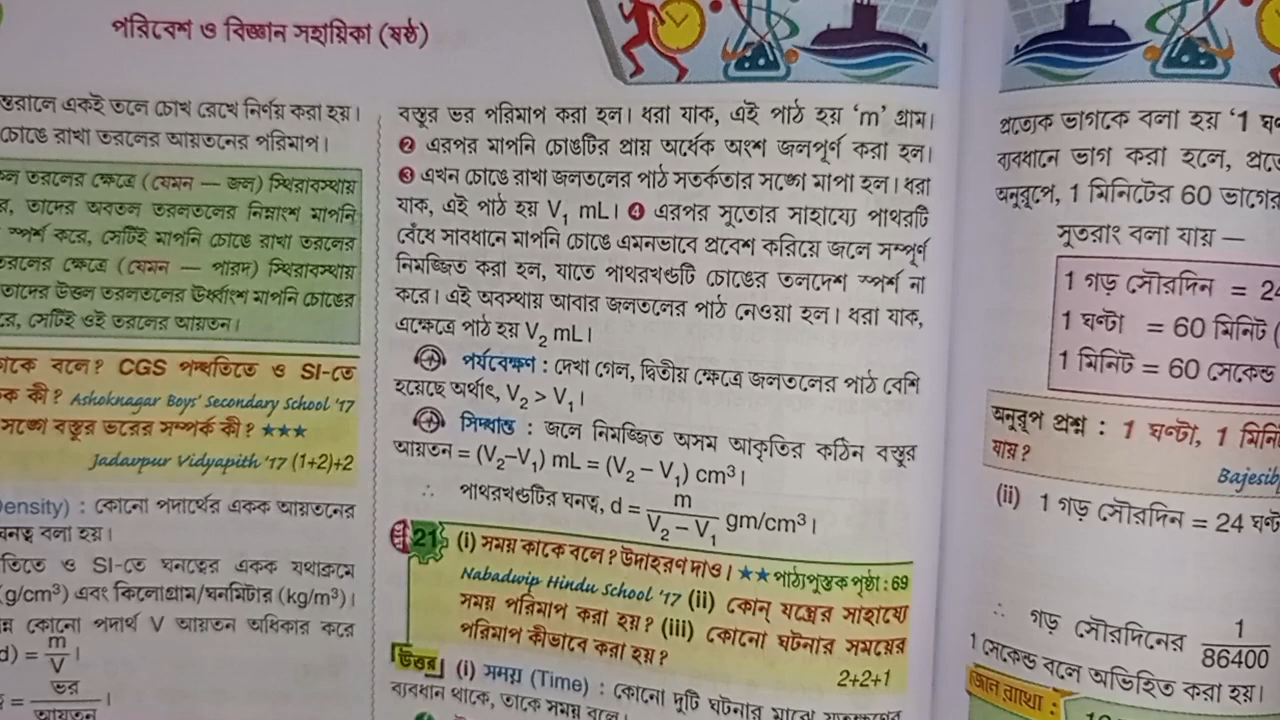 পরিবেশ ও বিজ্ঞান সহায়িকা (ষষ্ঠ)
একই তলে চোখ রেখে নির্ণয় করা হয়।
চোঙে রাখা তরলের আয়তনের পরিমাপ।
তরলের ক্ষেত্রে (যেমন — জল) স্থিরাবস্থায়
তাদের অবতল তরলতলের নিম্নাংশ মাপনি
স্পর্শ করে, সেটিই মাপনি চোঙে রাখা তরলের
ক্ষেত্রে (যেমন — পারদ) স্থিরাবস্থায়
তাদের উত্তল তরলতলের ঊর্ধ্বাংশ মাপনি চোঙের
সেটিই ওই তরলের আয়তন।
বলে? CGS পদ্ধতিতে ও SI-তে
কী? Ashoknagar Boys' Secondary School '17
সঙ্গে বস্তুর ভরের সম্পর্ক কী? ★★★
Jadavpur Vidyapith '17 (1+2)+2
কোনো পদার্থের একক আয়তনের
বলা হয়।
ও SI-তে ঘনত্বের একক যথাক্রমে
(g/cm³) এবং কিলোগ্রাম/ঘনমিটার (kg/m³)।
কোনো পদার্থ V আয়তন অধিকার করে
= m/V।
= ভর/আয়তন।
বস্তুর ভর পরিমাপ করা হল। ধরা যাক, এই পাঠ হয় ‘m’ গ্রাম।
❷ এরপর মাপনি চোঙটির প্রায় অর্ধেক অংশ জলপূর্ণ করা হল।
❸ এখন চোঙে রাখা জলতলের পাঠ সতর্কতার সঙ্গে মাপা হল। ধরা
যাক, এই পাঠ হয় V₁ mL। ❹ এরপর সুতোর সাহায্যে পাথরটি
বেঁধে সাবধানে মাপনি চোঙে এমনভাবে প্রবেশ করিয়ে জলে সম্পূর্ণ
নিমজ্জিত করা হল, যাতে পাথরখণ্ডটি চোঙের তলদেশ স্পর্শ না
করে। এই অবস্থায় আবার জলতলের পাঠ নেওয়া হল। ধরা যাক,
এক্ষেত্রে পাঠ হয় V₂ mL।
পর্যবেক্ষণ : দেখা গেল, দ্বিতীয় ক্ষেত্রে জলতলের পাঠ বেশি
হয়েছে অর্থাৎ, V₂ > V₁।
সিদ্ধান্ত : জলে নিমজ্জিত অসম আকৃতির কঠিন বস্তুর
আয়তন = (V₂–V₁) mL = (V₂ – V₁) cm³।
∴ পাথরখণ্ডটির ঘনত্ব, d = m/(V₂ – V₁) gm/cm³।
21 (i) সময় কাকে বলে? উদাহরণ দাও। ★★ পাঠ্যপুস্তক পৃষ্ঠা : 69
Nabadwip Hindu School '17 (ii) কোন্ যন্ত্রের সাহায্যে
সময় পরিমাপ করা হয়? (iii) কোনো ঘটনার সময়ের
পরিমাপ কীভাবে করা হয়? 2+2+1
উত্তর (i) সময় (Time) : কোনো দুটি ঘটনার মাঝে
ব্যবধান থাকে, তাকে সময় বলে।
প্রত্যেক ভাগকে বলা হয় ‘1
ব্যবধানে ভাগ করা হলে,
অনুরূপে, 1 মিনিটের 60 ভাগের
সুতরাং বলা যায় —
1 গড় সৌরদিন =
1 ঘণ্টা = 60 মিনিট
1 মিনিট = 60 সেকেন্ড
অনুরূপ প্রশ্ন : 1 ঘণ্টা, 1
যায়?
(ii) 1 গড় সৌরদিন = 24
∴ গড় সৌরদিনের 1/86400
1 সেকেন্ড বলে অভিহিত করা হয়।
জেনে রাখো :